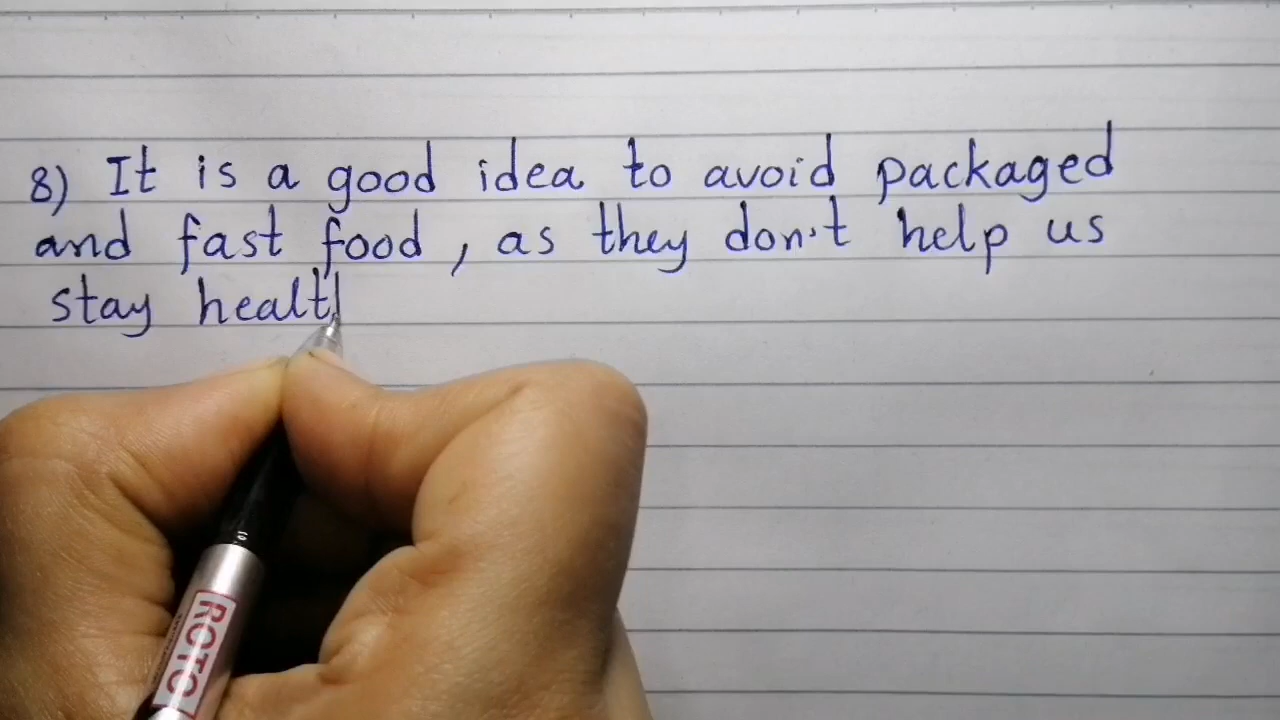 8) It is a good idea to avoid packaged
and fast food, as they don't help us
stay healt
ROTO